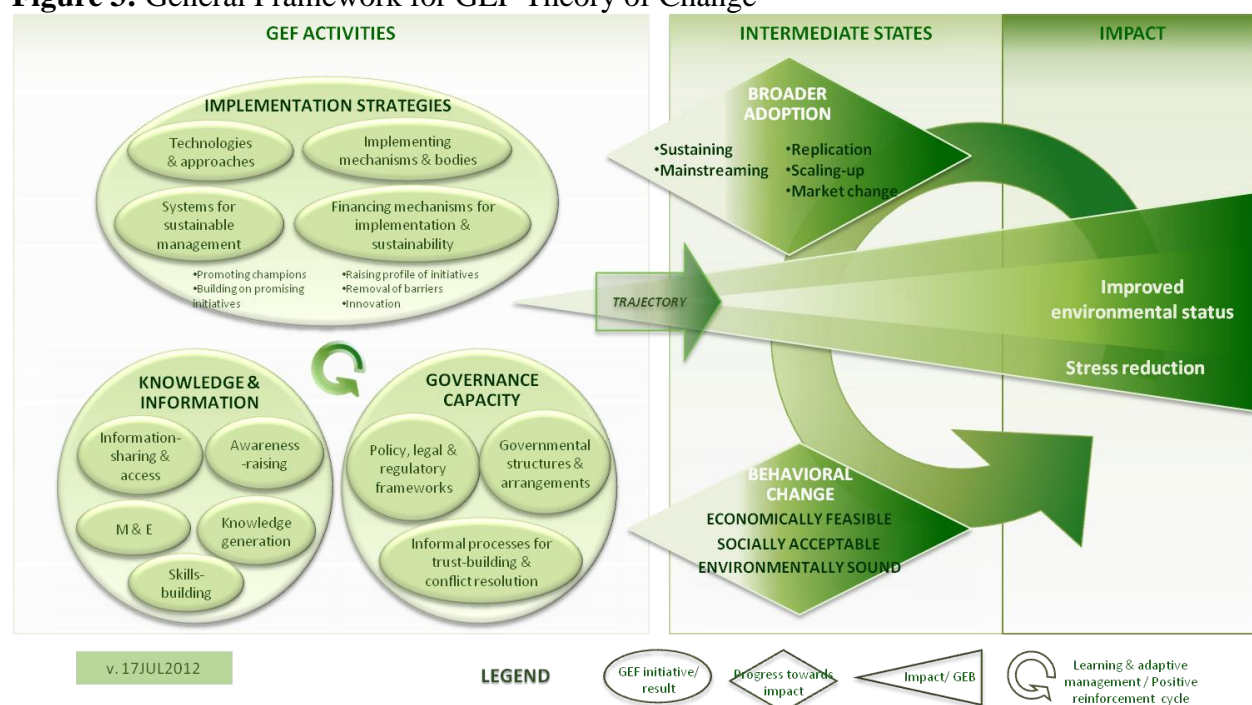 Figure 3: General Framework for GEF Theory of Change
GEF ACTIVITIES
INTERMEDIATE STATES
IMPACT
IMPLEMENTATION STRATEGIES
Technologies
& approaches
Implementing
mechanisms & bodies
Systems for
sustainable
management
Financing mechanisms for
implementation &
sustainability
•Promoting champions
•Building on promising
initiatives
•Raising profile of initiatives
•Removal of barriers
•Innovation
KNOWLEDGE &
INFORMATION
Information-
sharing &
access
Awareness
-raising
M & E
Knowledge
generation
Skills-
building
GOVERNANCE
CAPACITY
Policy, legal &
regulatory
frameworks
Governmental
structures &
arrangements
Informal processes for
trust-building &
conflict resolution
TRAJECTORY
BROADER
ADOPTION
•Sustaining
•Mainstreaming
•Replication
•Scaling-up
•Market change
BEHAVIORAL
CHANGE
ECONOMICALLY FEASIBLE
SOCIALLY ACCEPTABLE
ENVIRONMENTALLY SOUND
Improved
environmental status
Stress reduction
v. 17JUL2012
LEGEND
GEF initiative/
result
Progress towards
impact
Impact/ GEB
Learning & adaptive
management / Positive
reinforcement cycle